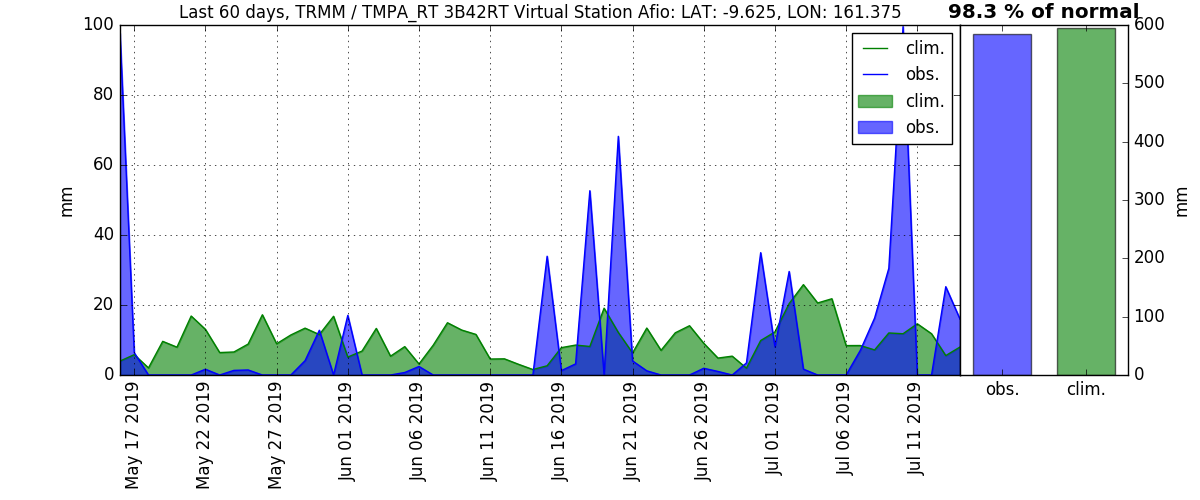 Last 60 days, TRMM / TMPA_RT 3B42RT Virtual Station Afio: LAT: -9.625, LON: 161.375
98.3 % of normal
100
80
60
40
20
0
mm
clim.
obs.
clim.
obs.
May 17 2019
May 22 2019
May 27 2019
Jun 01 2019
Jun 06 2019
Jun 11 2019
Jun 16 2019
Jun 21 2019
Jun 26 2019
Jul 01 2019
Jul 06 2019
Jul 11 2019
600
500
400
300
200
100
0
mm
obs.
clim.